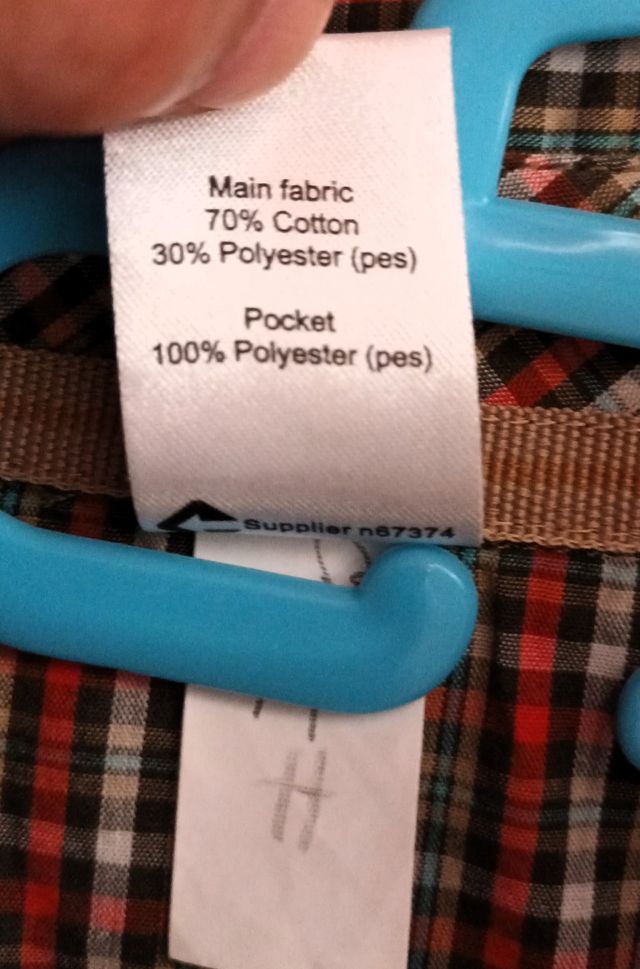 Main fabric
70% Cotton
30% Polyester (pes)
Pocket
100% Polyester (pes)
Supplier n67374